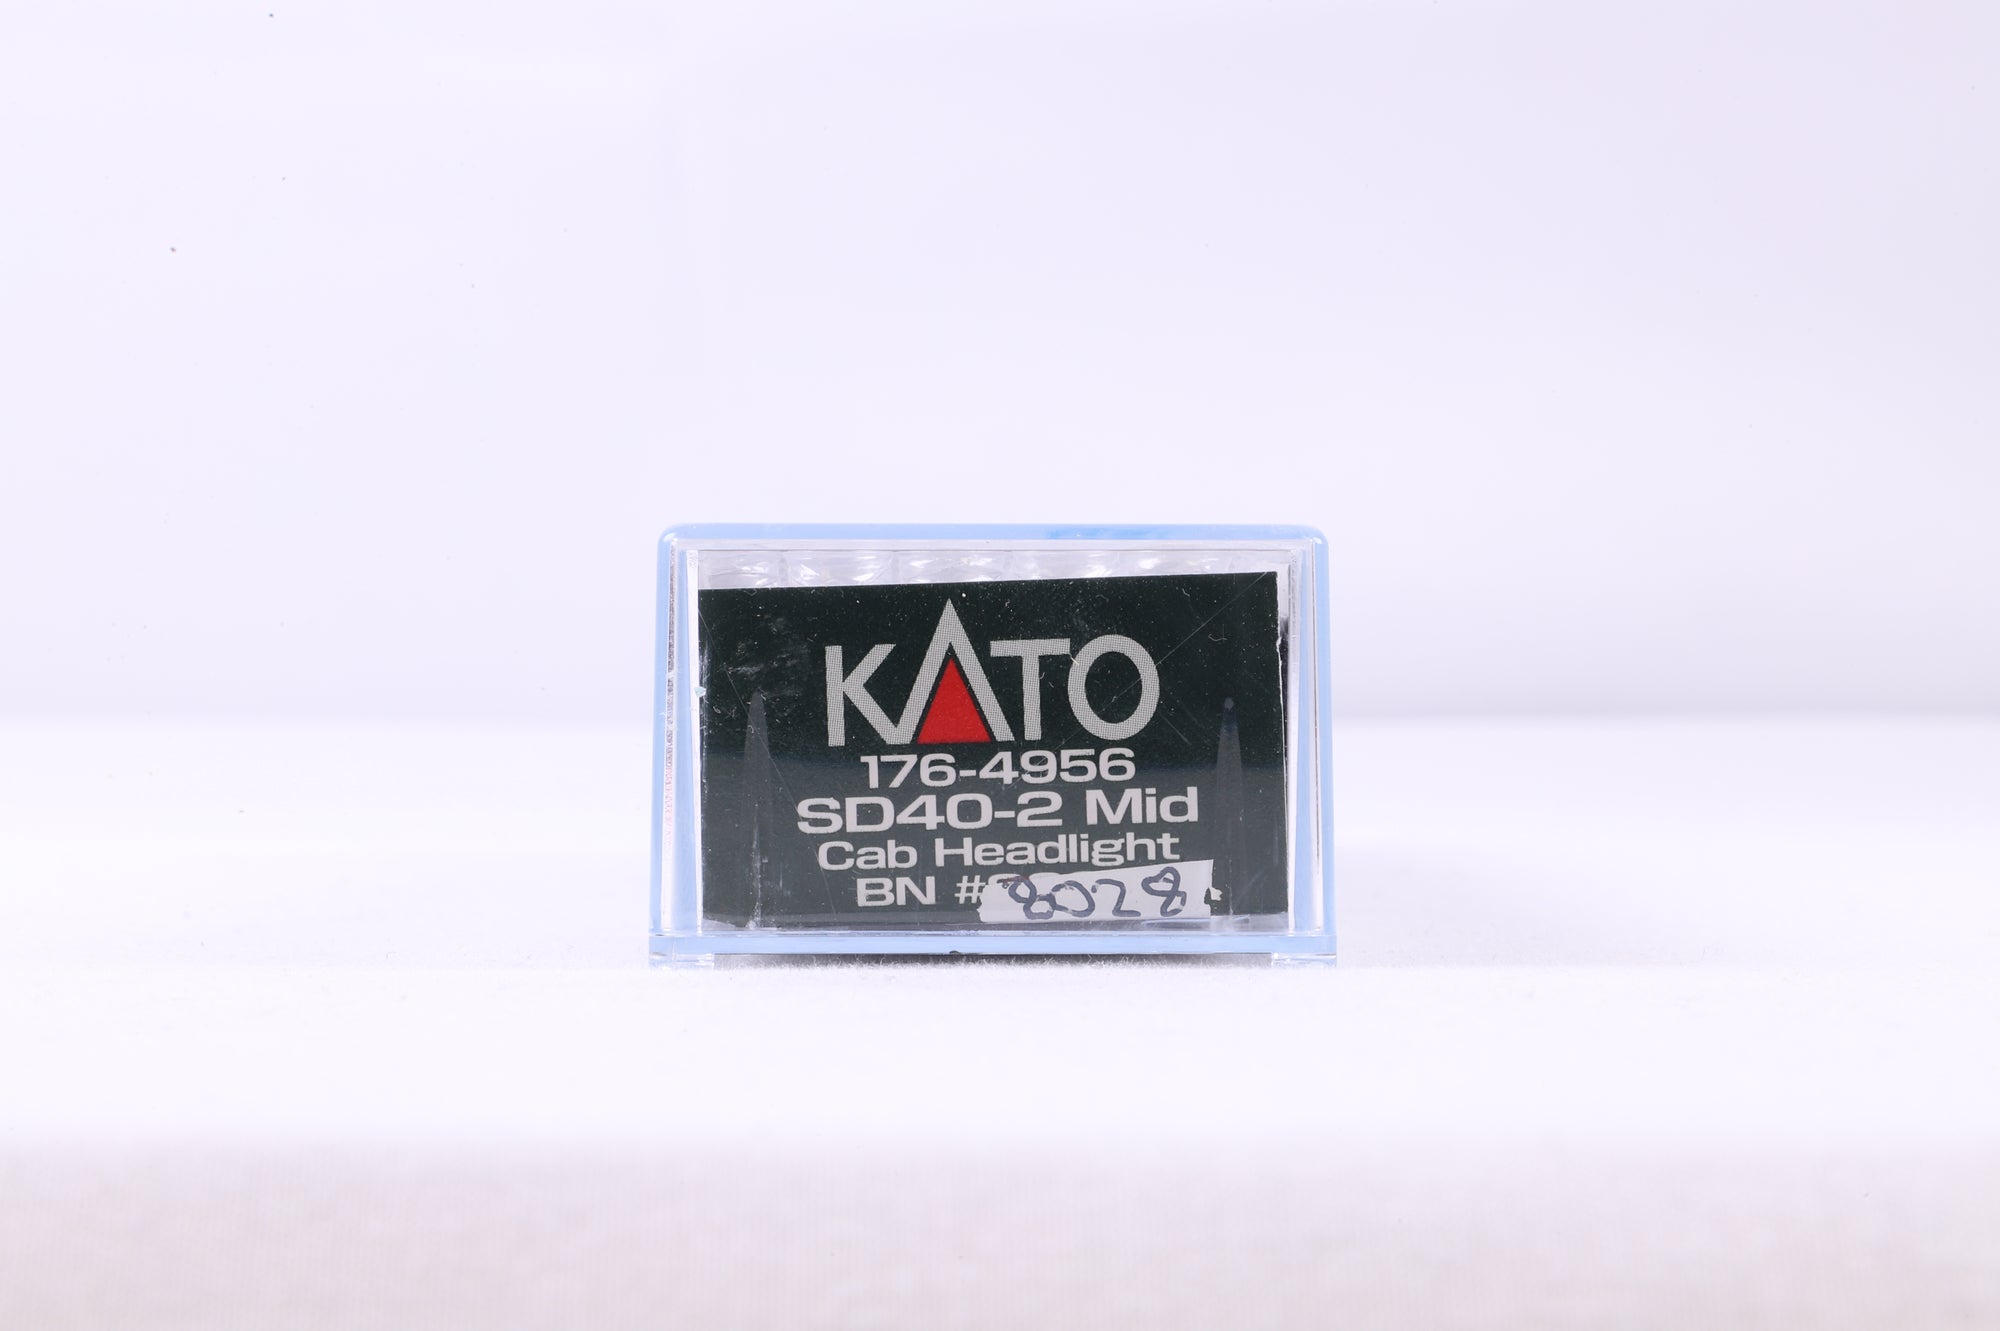 KATO
176-4956
SD40-2 Mid
Cab Headlight
BN #8028